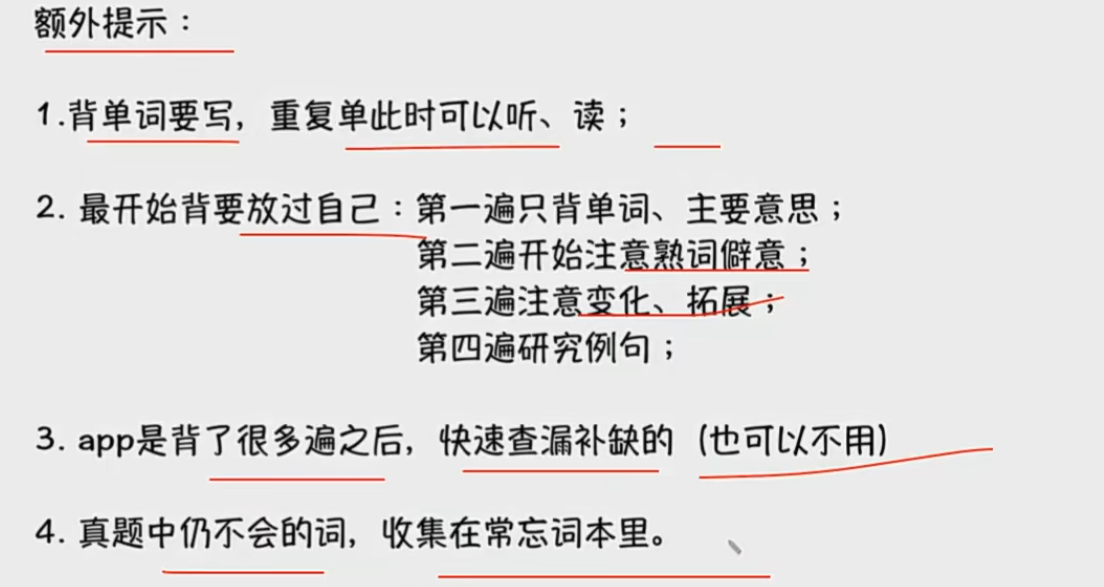 额外提示：
1.背单词要写，重复单此时可以听、读；
2. 最开始背要放过自己：第一遍只背单词、主要意思；
第二遍开始注意熟词僻意；
第三遍注意变化、拓展；
第四遍研究例句；
3. app是背了很多遍之后，快速查漏补缺的（也可以不用）
4. 真题中仍不会的词，收集在常忘词本里。